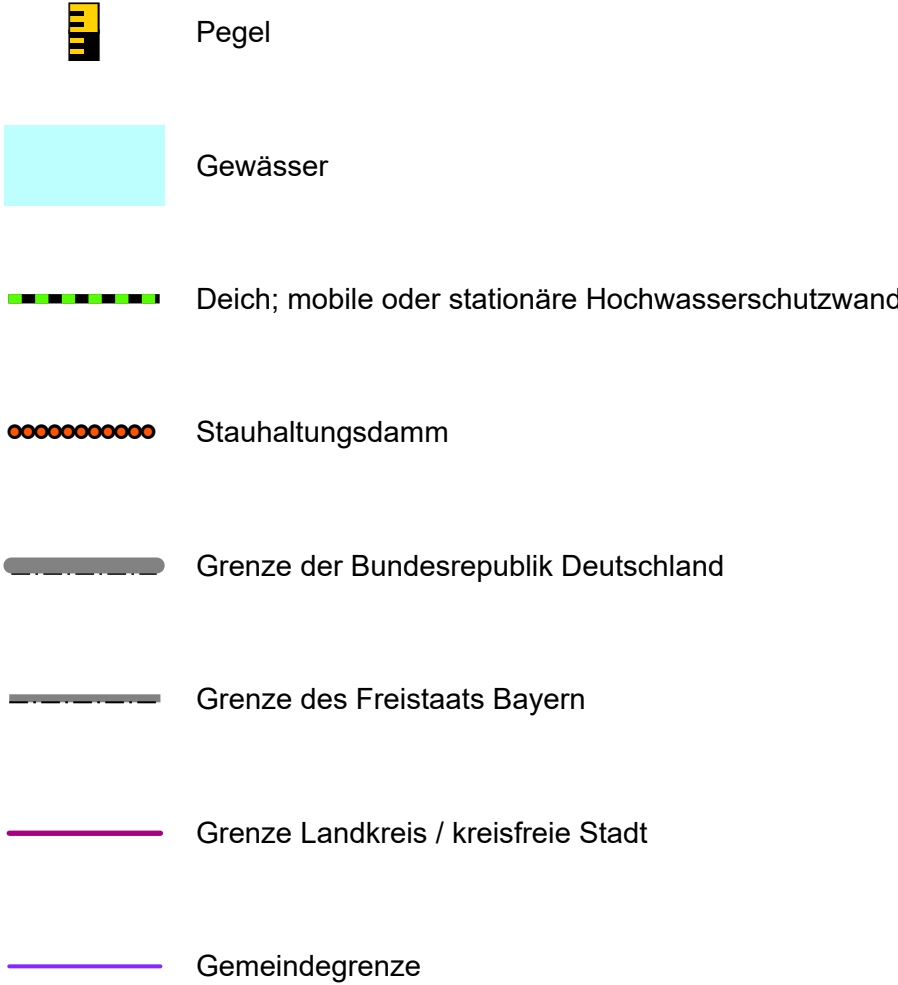 Pegel
Gewässer
Deich; mobile oder stationäre Hochwasserschutzwand
Stauhaltungsdamm
Grenze der Bundesrepublik Deutschland
Grenze des Freistaats Bayern
Grenze Landkreis / kreisfreie Stadt
Gemeindegrenze